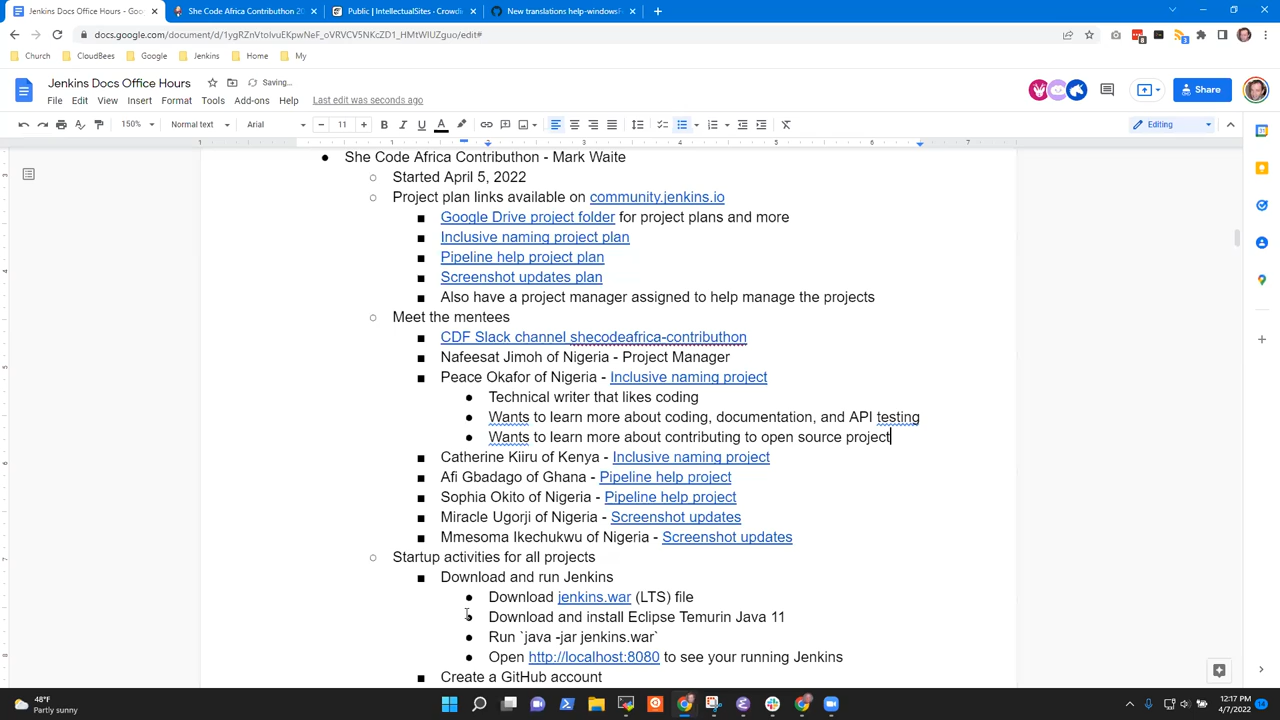 Jenkins Docs Office Hours - Goo
She Code Africa Contributhon 20
Public | IntellectualSites - Crowdin
New translations help-windowsF
docs.google.com/document/d/1ygRZnVtoIvuEKpwNeF_oVRVCV5NKcZD1_HMtWIUZguo/edit#
Church
CloudBees
Google
Jenkins
Home
My
Jenkins Docs Office Hours
Saving…
File Edit View Insert Format Tools Add-ons Help Last edit was seconds ago
Share
150% Normal text Arial 11 Editing
She Code Africa Contributhon - Mark Waite
Started April 5, 2022
Project plan links available on community.jenkins.io
Google Drive project folder for project plans and more
Inclusive naming project plan
Pipeline help project plan
Screenshot updates plan
Also have a project manager assigned to help manage the projects
Meet the mentees
CDF Slack channel shecodeafrica-contributhon
Nafeesat Jimoh of Nigeria - Project Manager
Peace Okafor of Nigeria - Inclusive naming project
Technical writer that likes coding
Wants to learn more about coding, documentation, and API testing
Wants to learn more about contributing to open source project
Catherine Kiiru of Kenya - Inclusive naming project
Afi Gbadago of Ghana - Pipeline help project
Sophia Okito of Nigeria - Pipeline help project
Miracle Ugorji of Nigeria - Screenshot updates
Mmesoma Ikechukwu of Nigeria - Screenshot updates
Startup activities for all projects
Download and run Jenkins
Download jenkins.war (LTS) file
Download and install Eclipse Temurin Java 11
Run `java -jar jenkins.war`
Open http://localhost:8080 to see your running Jenkins
Create a GitHub account
48°F
Partly sunny
12:17 PM
4/7/2022